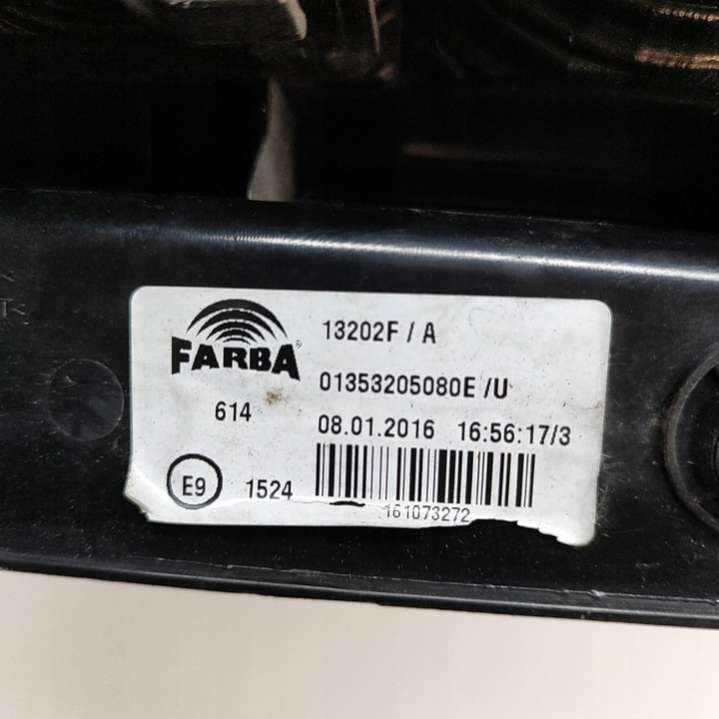 FARBA®
13202F / A
01353205080E /U
614
08.01.2016 16:56:17/3
E9
1524
161073272